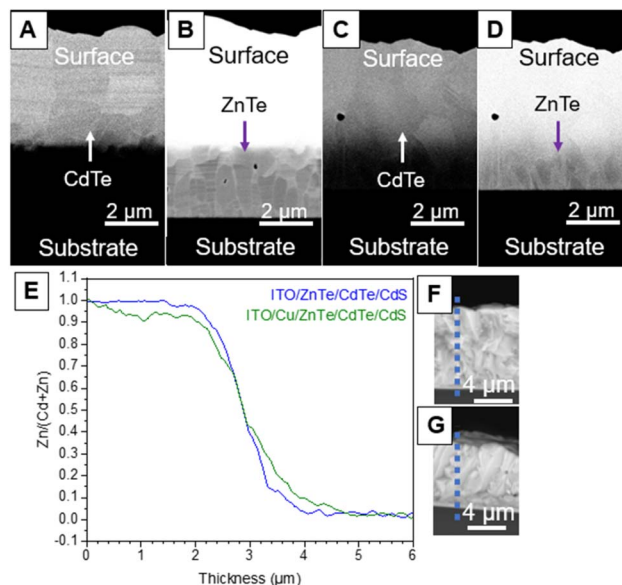 A
Surface
CdTe
2 µm
Substrate
B
Surface
ZnTe
2 µm
C
Surface
CdTe
2 µm
Substrate
D
Surface
ZnTe
2 µm
Substrate
E
1.1
1.0
0.9
0.8
0.7
0.6
0.5
0.4
0.3
0.2
0.1
0.0
-0.1
Zn/(Cd+Zn)
ITO/ZnTe/CdTe/CdS
ITO/Cu/ZnTe/CdTe/CdS
0 1 2 3 4 5 6
Thickness (µm)
F
4 µm
G
4 µm